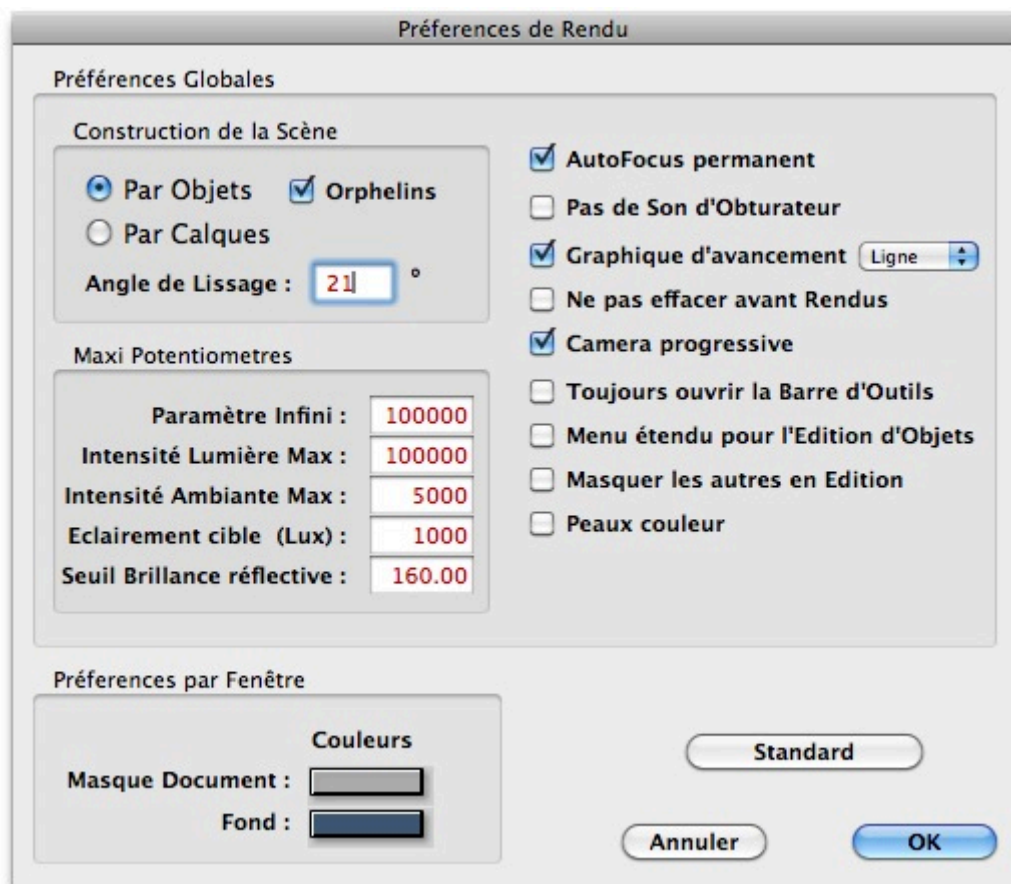 Préferences de Rendu
Préférences Globales
Construction de la Scène
Par Objets
Orphelins
Par Calques
Angle de Lissage : 21 °
Maxi Potentiometres
Paramètre Infini : 100000
Intensité Lumière Max : 100000
Intensité Ambiante Max : 5000
Eclairement cible (Lux) : 1000
Seuil Brillance réflective : 160.00
AutoFocus permanent
Pas de Son d'Obturateur
Graphique d'avancement Ligne
Ne pas effacer avant Rendus
Camera progressive
Toujours ouvrir la Barre d'Outils
Menu étendu pour l'Edition d'Objets
Masquer les autres en Edition
Peaux couleur
Préferences par Fenêtre
Couleurs
Masque Document :
Fond :
Standard
Annuler
OK